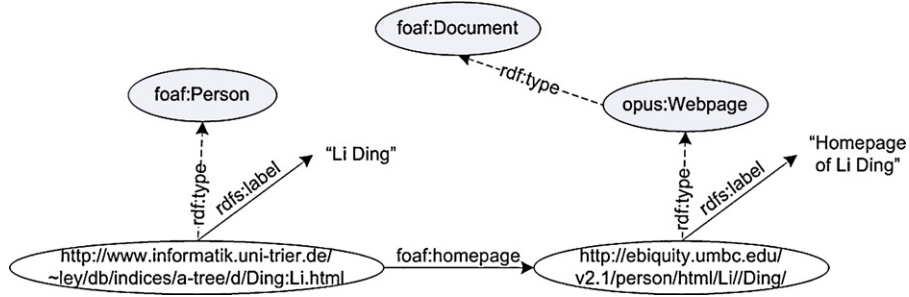 foaf:Document
rdf:type
foaf:Person
opus:Webpage
"Li Ding"
"Homepage
of Li Ding"
rdf:type
rdfs:label
rdf:type
rdfs:label
http://www.informatik.uni-trier.de/
~ley/db/indices/a-tree/d/Ding:Li.html
foaf:homepage
http://ebiquity.umbc.edu/
v2.1/person/html/Li//Ding/